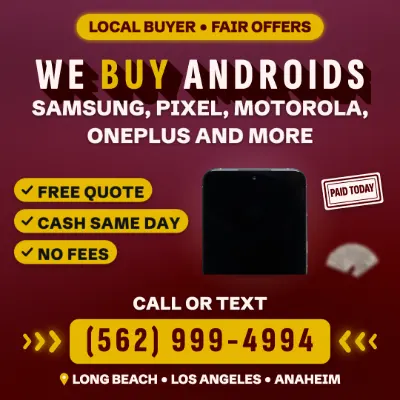 LOCAL BUYER • FAIR OFFERS
WE BUY ANDROIDS
SAMSUNG, PIXEL, MOTOROLA,
ONEPLUS AND MORE
PAID TODAY
✓ FREE QUOTE
✓ CASH SAME DAY
✓ NO FEES
CALL OR TEXT
(562) 999-4994
LONG BEACH • LOS ANGELES • ANAHEIM